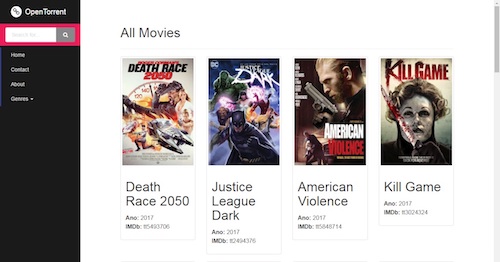 OpenTorrent
Search for...
Home
Contact
About
Genres
All Movies
DEATH RACE
2050
JUSTICE
LEAGUE
DARK
AMERICAN
VIOLENCE
KILL GAME
Death
Race 2050
Ano: 2017
IMDb: tt5493706
Justice
League
Dark
Ano: 2017
IMDb: tt2494376
American
Violence
Ano: 2017
IMDb: tt5848714
Kill Game
Ano: 2017
IMDb: tt3024324